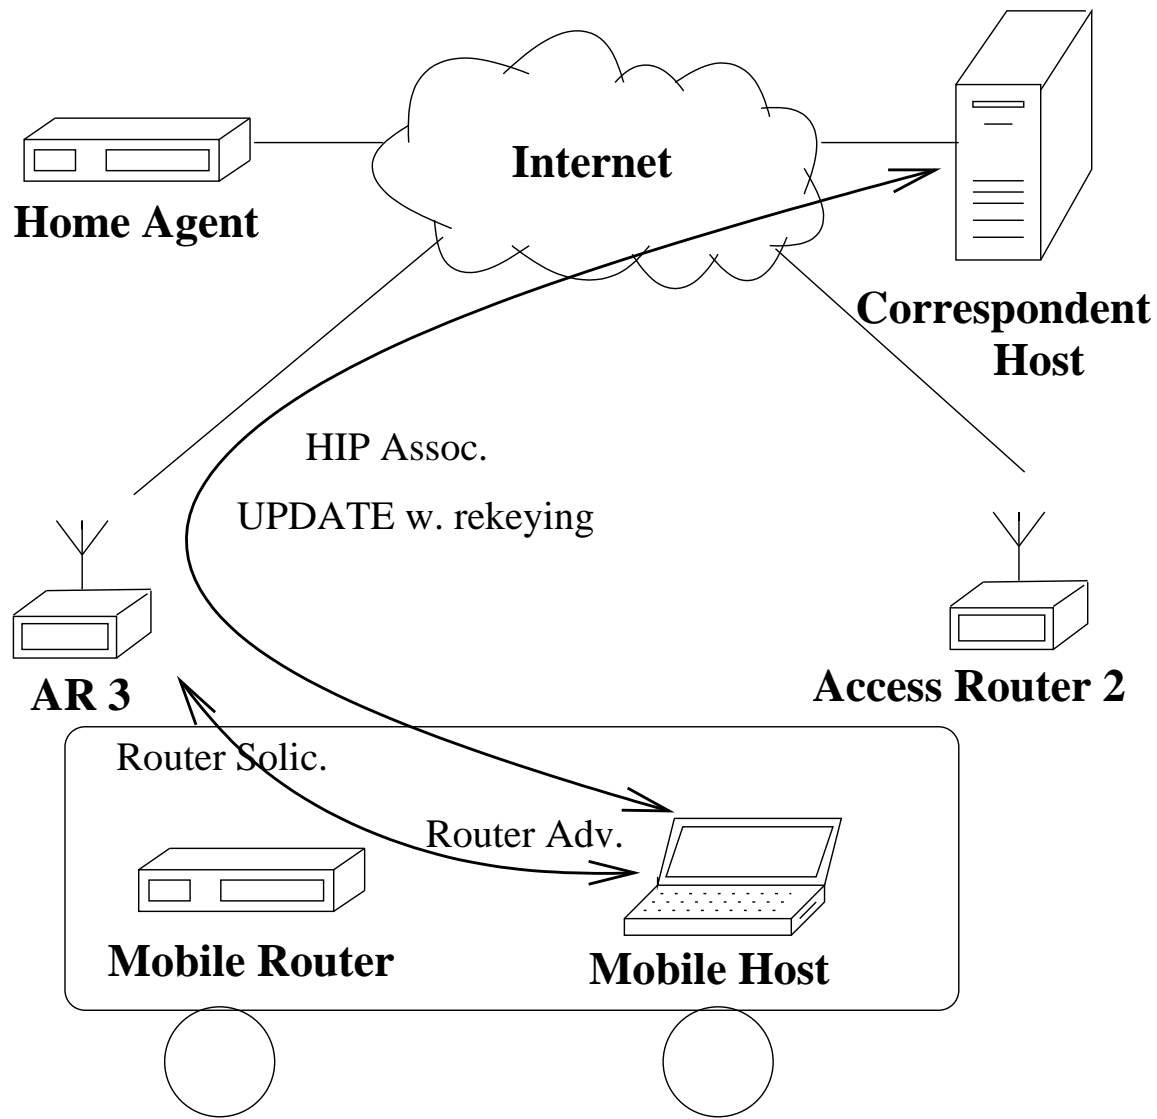 Internet
Home Agent
Correspondent
Host
HIP Assoc.
UPDATE w. rekeying
AR 3
Access Router 2
Router Solic.
Router Adv.
Mobile Router
Mobile Host